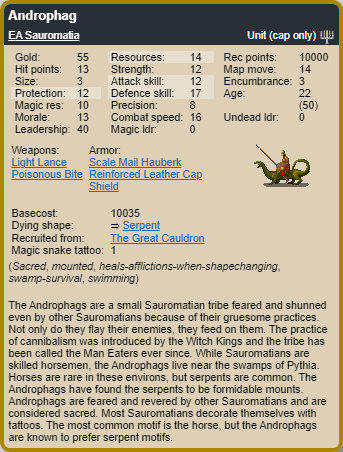 Androphag
EA Sauromatia Unit (cap only)
Gold: 55 Resources: 14 Rec points: 10000
Hit points: 13 Strength: 12 Map move: 14
Size: 3 Attack skill: 12 Encumbrance: 3
Protection: 12 Defence skill: 17 Age: 22
Magic res: 10 Precision: 8 (50)
Morale: 13 Combat speed: 16 Undead ldr: 0
Leadership: 40 Magic ldr: 0
Weapons: Armor:
Light Lance Scale Mail Hauberk
Poisonous Bite Reinforced Leather Cap
Shield
Basecost: 10035
Dying shape: ⇒ Serpent
Recruited from: The Great Cauldron
Magic snake tattoo: 1
(Sacred, mounted, heals-afflictions-when-shapechanging,
swamp-survival, swimming)
The Androphags are a small Sauromatian tribe feared and shunned
even by other Sauromatians because of their gruesome practices.
Not only do they flay their enemies, they feed on them. The practice
of cannibalism was introduced by the Witch Kings and the tribe has
been called the Man Eaters ever since. While Sauromatians are
skilled horsemen, the Androphags live near the swamps of Pythia.
Horses are rare in these environs, but serpents are common. The
Androphags have found the serpents to be formidable mounts.
Androphags are feared and revered by other Sauromatians and are
considered sacred. Most Sauromatians decorate themselves with
tattoos. The most common motif is the horse, but the Androphags
are known to prefer serpent motifs.